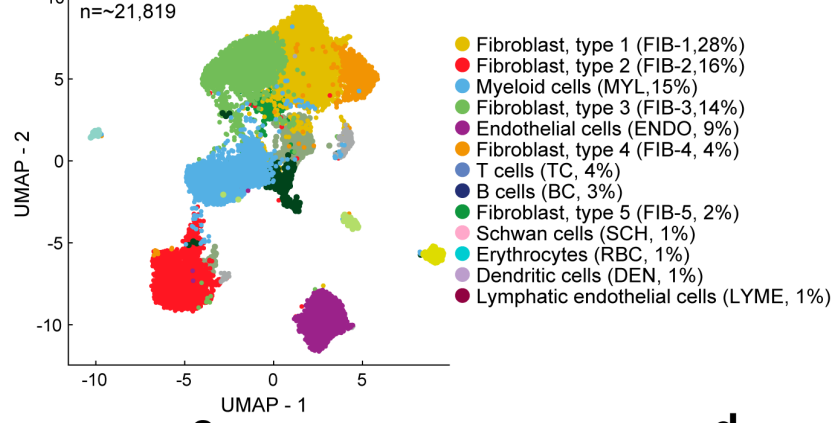 n=~21,819
Fibroblast, type 1 (FIB-1,28%)
Fibroblast, type 2 (FIB-2,16%)
Myeloid cells (MYL,15%)
Fibroblast, type 3 (FIB-3,14%)
Endothelial cells (ENDO, 9%)
Fibroblast, type 4 (FIB-4, 4%)
T cells (TC, 4%)
B cells (BC, 3%)
Fibroblast, type 5 (FIB-5, 2%)
Schwan cells (SCH, 1%)
Erythrocytes (RBC, 1%)
Dendritic cells (DEN, 1%)
Lymphatic endothelial cells (LYME, 1%)
UMAP - 2
5
0
-5
-10
-10 -5 0 5
UMAP - 1